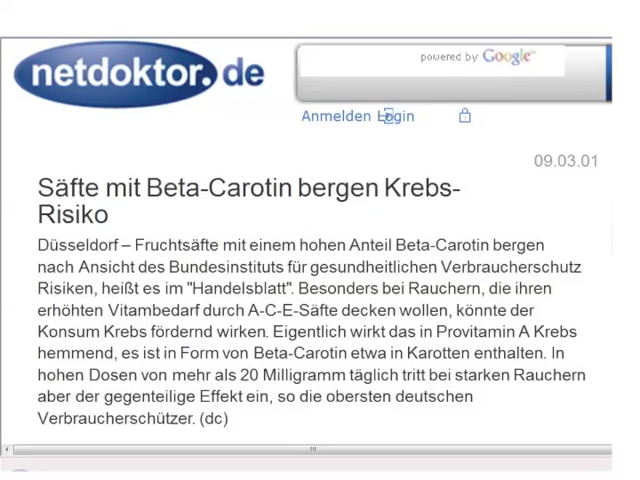 powered by Google™
netdoktor.de
Anmelden Login
09.03.01
Säfte mit Beta-Carotin bergen Krebs-
Risiko
Düsseldorf – Fruchtsäfte mit einem hohen Anteil Beta-Carotin bergen
nach Ansicht des Bundesinstituts für gesundheitlichen Verbraucherschutz
Risiken, heißt es im "Handelsblatt". Besonders bei Rauchern, die ihren
erhöhten Vitambedarf durch A-C-E-Säfte decken wollen, könnte der
Konsum Krebs fördernd wirken. Eigentlich wirkt das in Provitamin A Krebs
hemmend, es ist in Form von Beta-Carotin etwa in Karotten enthalten. In
hohen Dosen von mehr als 20 Milligramm täglich tritt bei starken Rauchern
aber der gegenteilige Effekt ein, so die obersten deutschen
Verbraucherschützer. (dc)